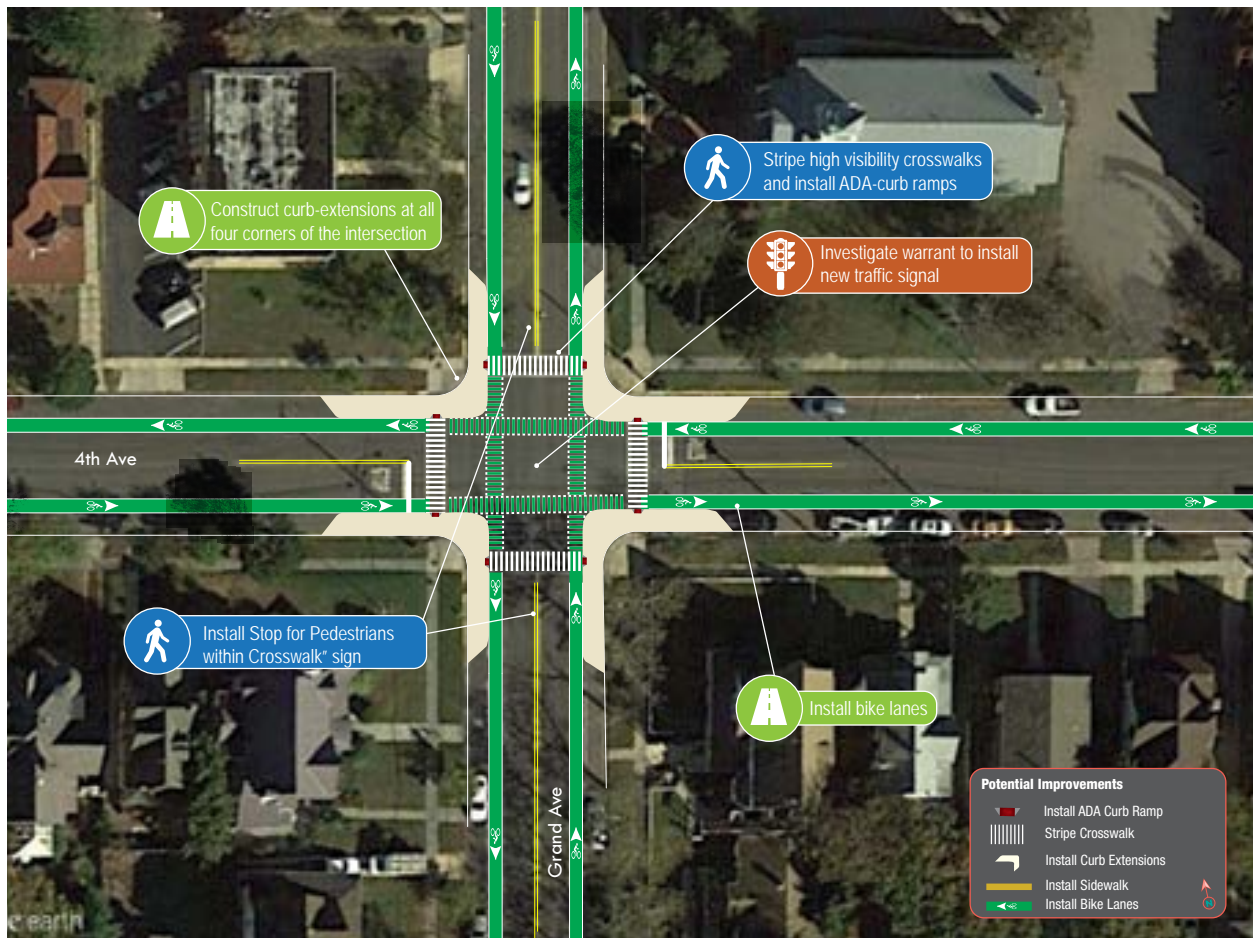 Stripe high visibility crosswalks
and install ADA-curb ramps
Construct curb-extensions at all
four corners of the intersection
Investigate warrant to install
new traffic signal
4th Ave
Install Stop for Pedestrians
within Crosswalk" sign
Install bike lanes
Grand Ave
Potential Improvements
Install ADA Curb Ramp
Stripe Crosswalk
Install Curb Extensions
Install Sidewalk
Install Bike Lanes
N
earth